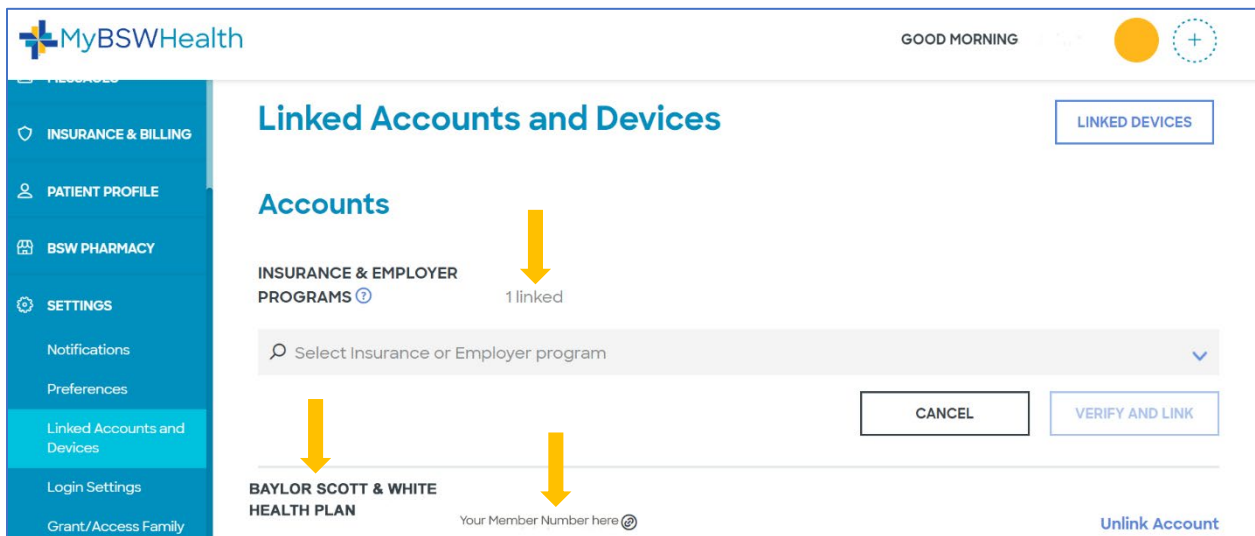 MyBSWHealth
GOOD MORNING
MESSAGES
INSURANCE & BILLING
PATIENT PROFILE
BSW PHARMACY
SETTINGS
Notifications
Preferences
Linked Accounts and
Devices
Login Settings
Grant/Access Family
Linked Accounts and Devices
LINKED DEVICES
Accounts
INSURANCE & EMPLOYER
PROGRAMS ?
1 linked
Select Insurance or Employer program
CANCEL
VERIFY AND LINK
BAYLOR SCOTT & WHITE
HEALTH PLAN
Your Member Number here
Unlink Account